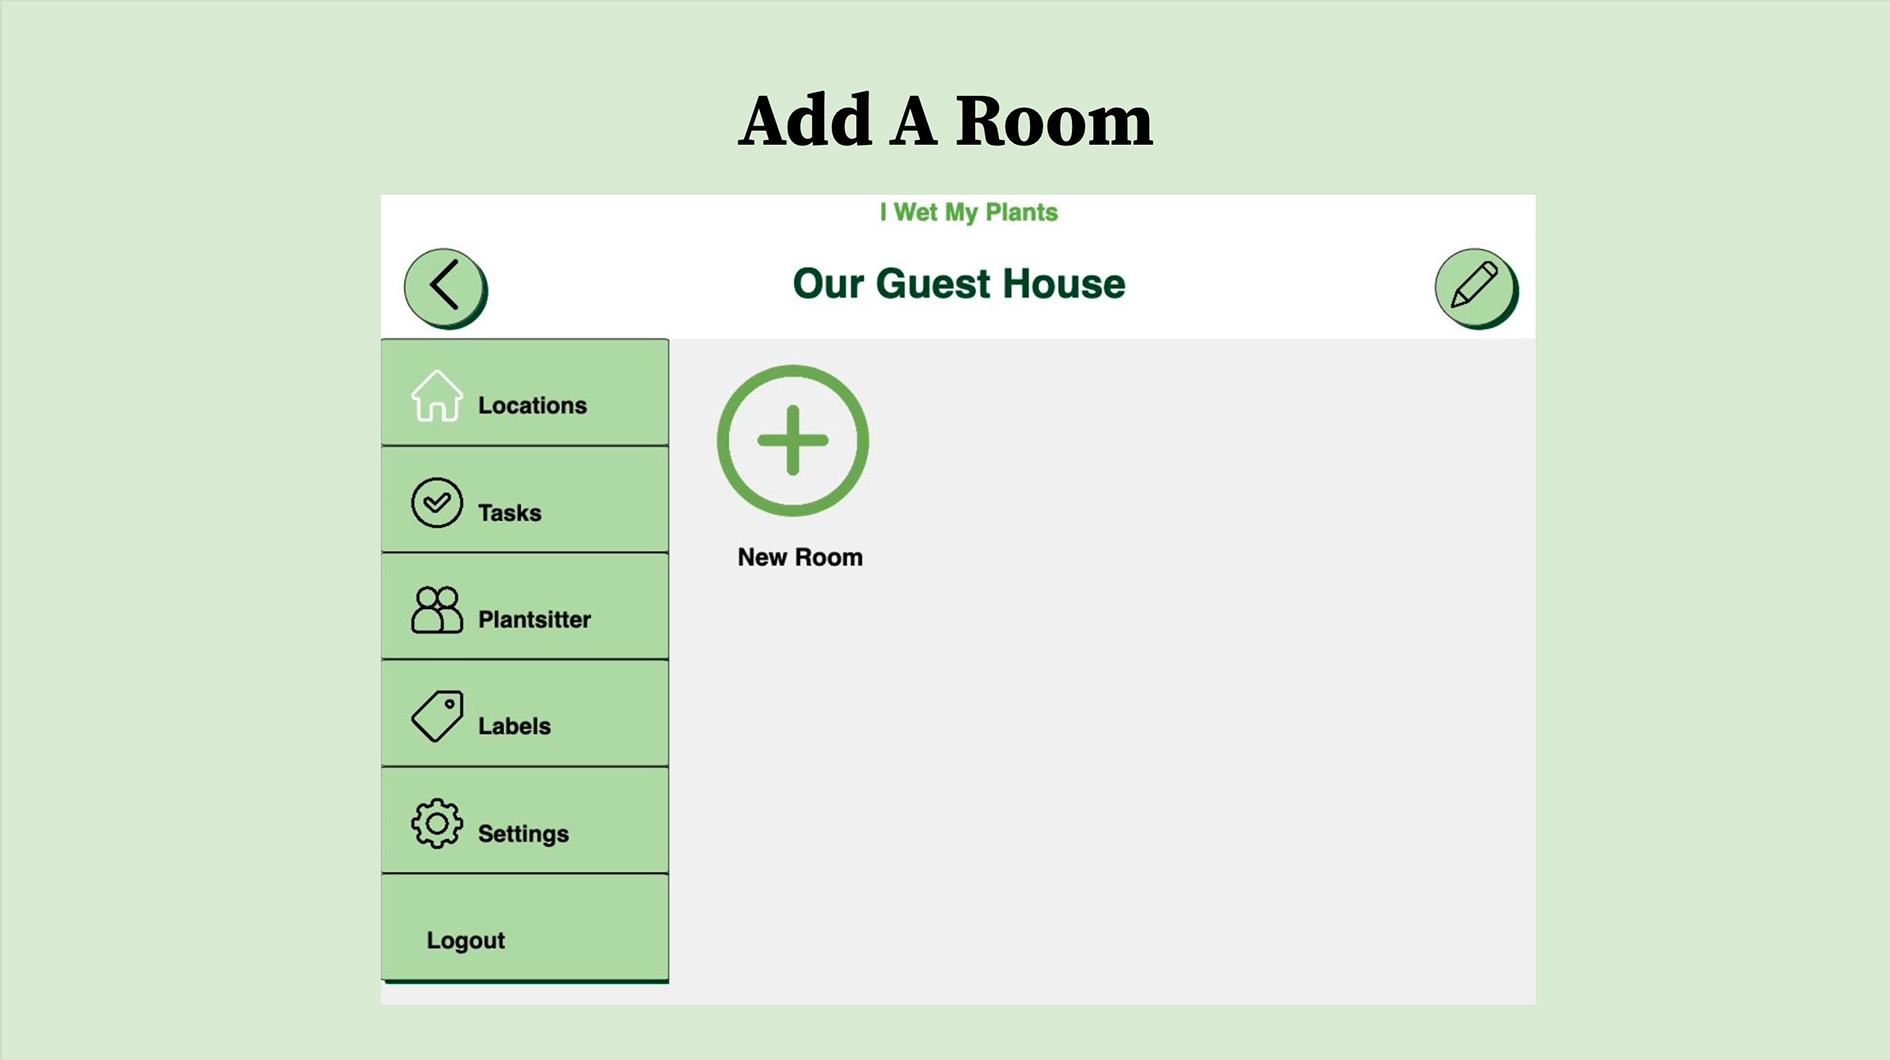 Add A Room
I Wet My Plants
Our Guest House
Locations
Tasks
Plantsitter
Labels
Settings
Logout
New Room